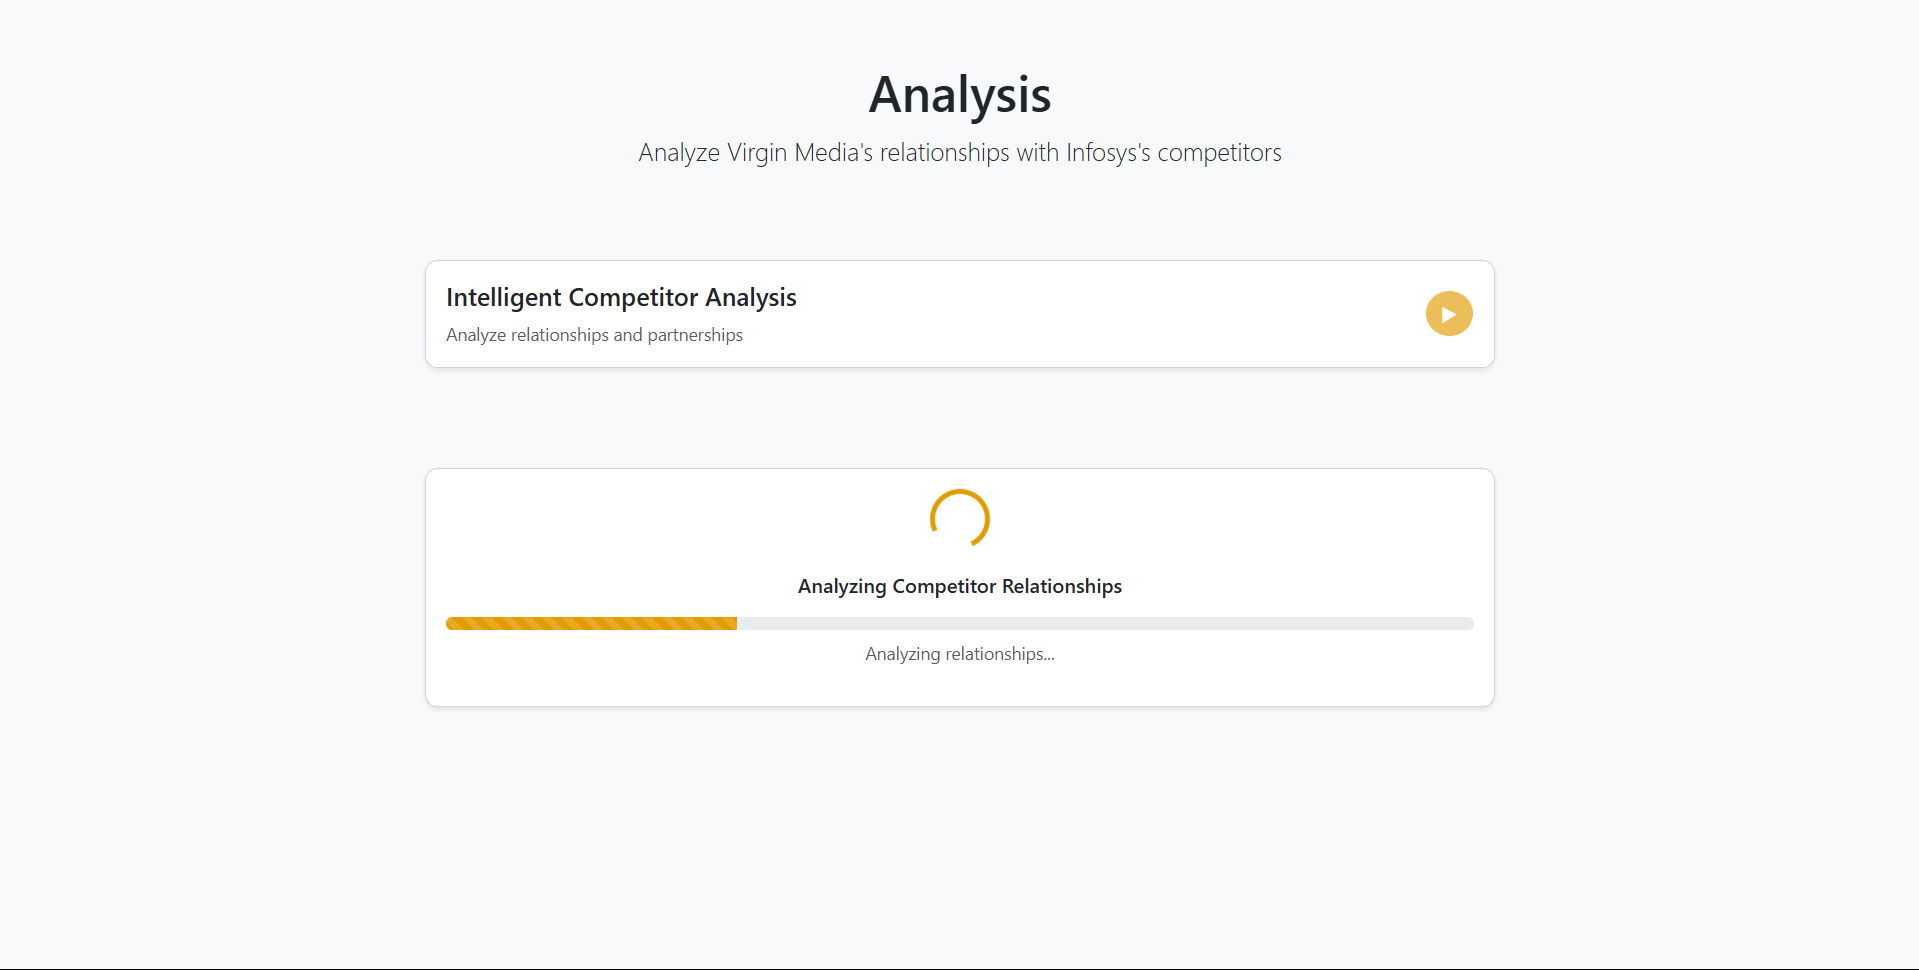 Analysis
Analyze Virgin Media's relationships with Infosys's competitors
Intelligent Competitor Analysis
Analyze relationships and partnerships
Analyzing Competitor Relationships
Analyzing relationships...